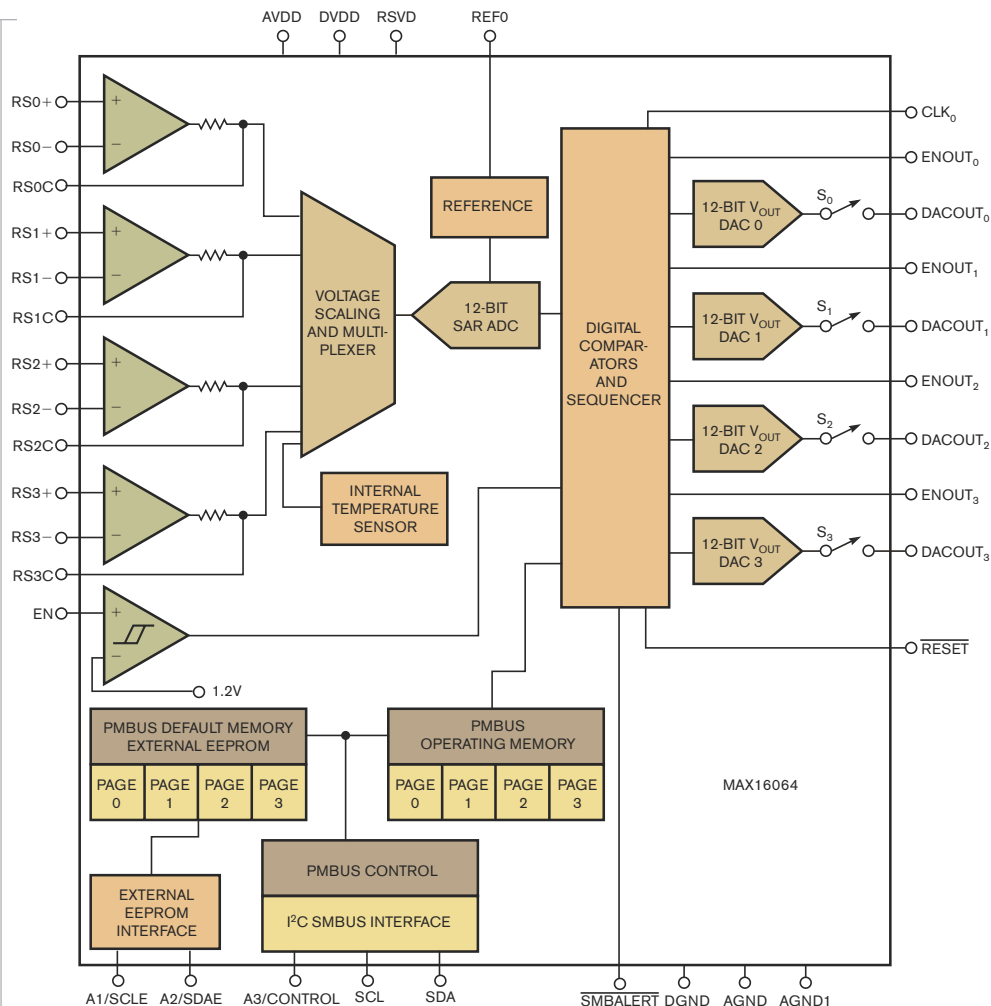 AVDD DVDD RSVD REF0
RS0+
RS0−
RS0C
RS1+
RS1−
RS1C
RS2+
RS2−
RS2C
RS3+
RS3−
RS3C
EN
+
−
+
−
+
−
+
−
+
−
1.2V
VOLTAGE
SCALING
AND MULTI-
PLEXER
REFERENCE
12-BIT
SAR ADC
INTERNAL
TEMPERATURE
SENSOR
DIGITAL
COMPAR-
ATORS
AND
SEQUENCER
12-BIT VOUT
DAC 0
12-BIT VOUT
DAC 1
12-BIT VOUT
DAC 2
12-BIT VOUT
DAC 3
S0
S1
S2
S3
CLK0
ENOUT0
DACOUT0
ENOUT1
DACOUT1
ENOUT2
DACOUT2
ENOUT3
DACOUT3
RESET
PMBUS DEFAULT MEMORY
EXTERNAL EEPROM
PAGE 0
PAGE 1
PAGE 2
PAGE 3
PMBUS
OPERATING MEMORY
PAGE 0
PAGE 1
PAGE 2
PAGE 3
MAX16064
EXTERNAL
EEPROM
INTERFACE
PMBUS CONTROL
I²C SMBUS INTERFACE
A1/SCLE A2/SDAE A3/CONTROL SCL SDA SMBALERT DGND AGND AGND1